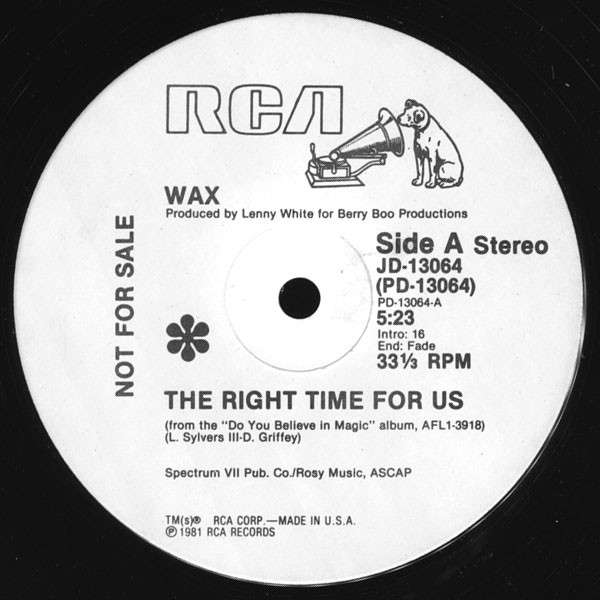 RCA
WAX
Produced by Lenny White for Berry Boo Productions
NOT FOR SALE
Side A Stereo
JD-13064
(PD-13064)
PD-13064-A
5:23
Intro: 16
End: Fade
33⅓ RPM
THE RIGHT TIME FOR US
(from the "Do You Believe in Magic" album, AFL1-3918)
(L. Sylvers III-D. Griffey)
Spectrum VII Pub. Co./Rosy Music, ASCAP
TM(s)® RCA CORP.—MADE IN U.S.A.
℗ 1981 RCA RECORDS